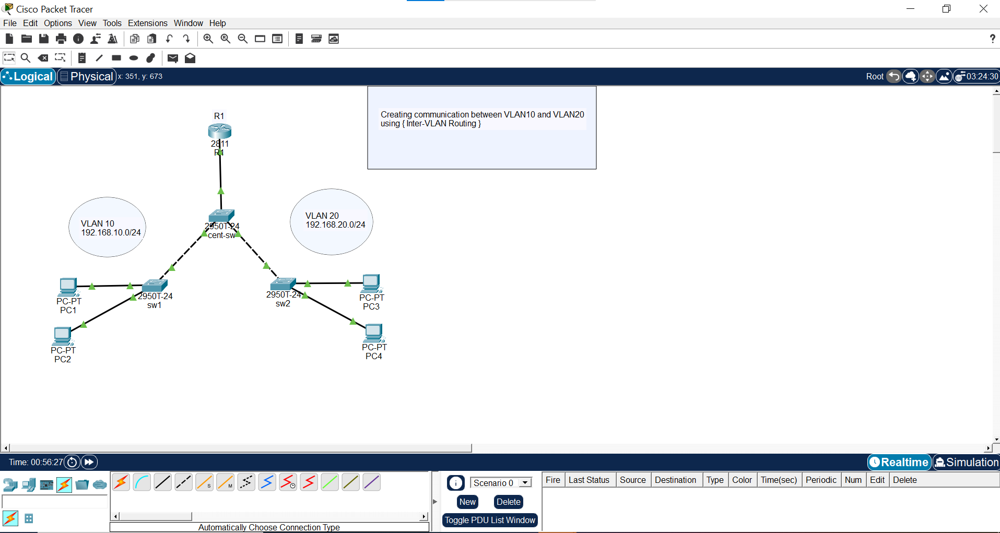 Cisco Packet Tracer
File Edit Options View Tools Extensions Window Help
?
Logical Physical x: 351, y: 673 Root 03:24:30
Creating communication between VLAN10 and VLAN20
using { Inter-VLAN Routing }
R1
2811
R1
VLAN 10
192.168.10.0/24
VLAN 20
192.168.20.0/24
2950T-24
cent-sw
PC-PT
PC1
2950T-24
sw1
2950T-24
sw2
PC-PT
PC3
PC-PT
PC2
PC-PT
PC4
Time: 00:56:27 Realtime Simulation
S M
Scenario 0
New Delete
Toggle PDU List Window
Fire Last Status Source Destination Type Color Time(sec) Periodic Num Edit Delete
Automatically Choose Connection Type